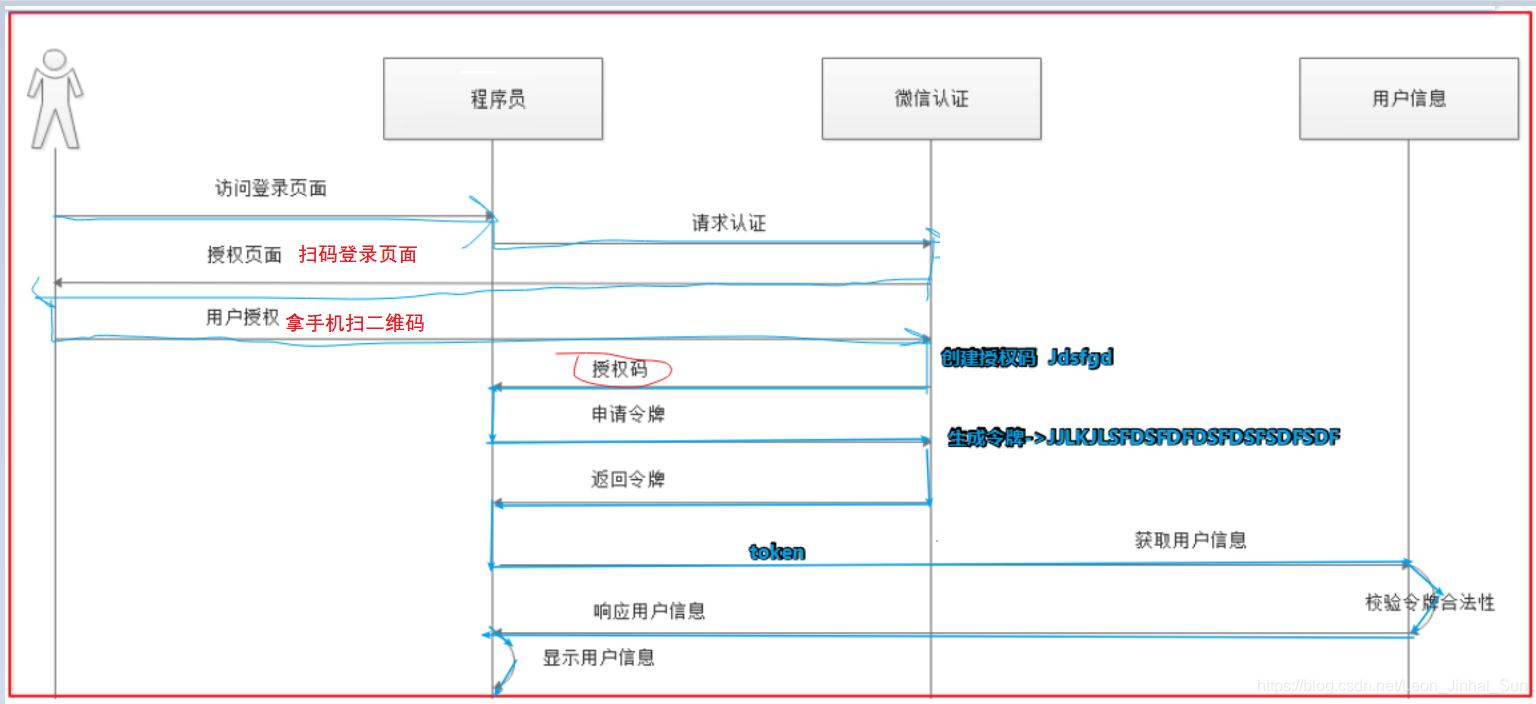 程序员
微信认证
用户信息
访问登录页面
请求认证
授权页面 扫码登录页面
用户授权 拿手机扫二维码
创建授权码 Jdsfgd
授权码
申请令牌
生成令牌->JJLKJLSFDSFDFDSFDSFSDFSDF
返回令牌
获取用户信息
token
校验令牌合法性
响应用户信息
显示用户信息
https://blog.csdn.net/Leon_Jinhai_Sun